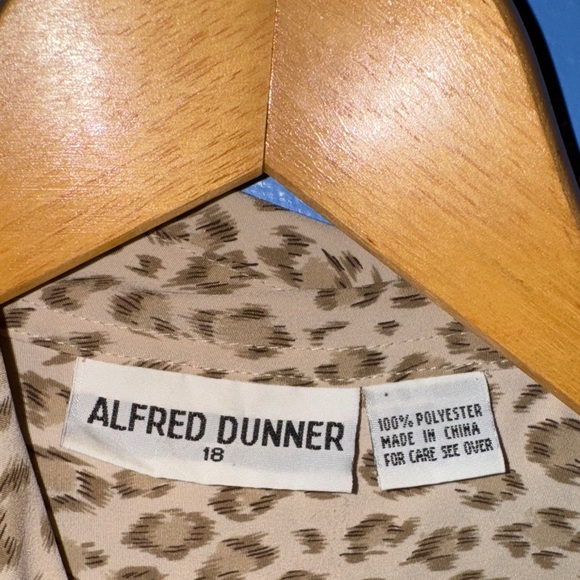 ALFRED DUNNER
18
100% POLYESTER
MADE IN CHINA
FOR CARE SEE OVER